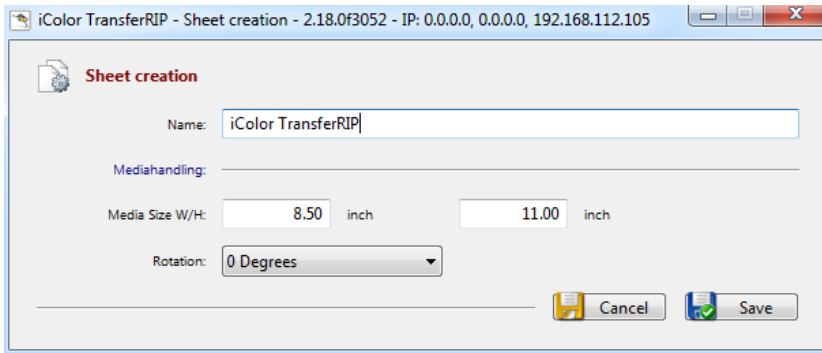 iColor TransferRIP - Sheet creation - 2.18.0f3052 - IP: 0.0.0.0, 0.0.0.0, 192.168.112.105
Sheet creation
Name: iColor TransferRIP
Mediahandling:
Media Size W/H: 8.50 inch 11.00 inch
Rotation: 0 Degrees
Cancel Save